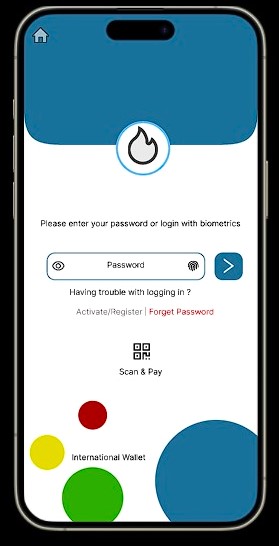 Please enter your password or login with biometrics
Password
Having trouble with logging in ?
Activate/Register | Forget Password
Scan & Pay
International Wallet